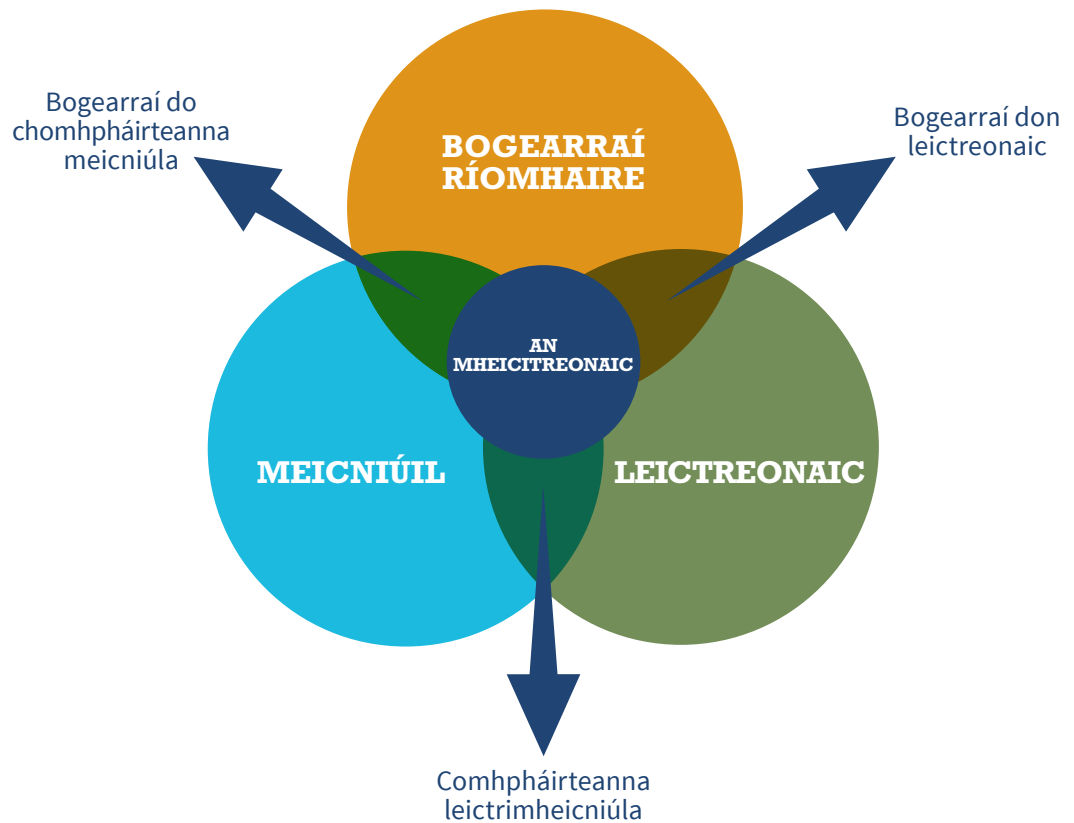 Bogearraí do
chomhpháirteanna
meicniúla
Bogearraí don
leictreonaic
BOGEARRAÍ
RÍOMHAIRE
AN
MHEICITREONAIC
MEICNIÚIL
LEICTREONAIC
Comhpháirteanna
leictrimheicniúla